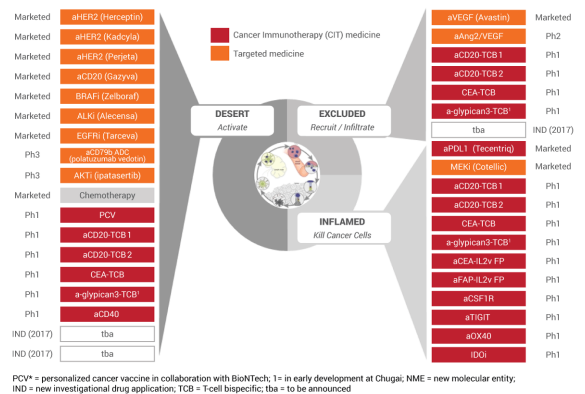 Marketed aHER2 (Herceptin)
Marketed aHER2 (Kadcyla)
Marketed aHER2 (Perjeta)
Marketed aCD20 (Gazyva)
Marketed BRAFi (Zelboraf)
Marketed ALKi (Alecensa)
Marketed EGFRi (Tarceva)
Ph3 aCD79b ADC
(polatuzumab vedotin)
Ph3 AKTi (ipatasertib)
Marketed Chemotherapy
Ph1 PCV
Ph1 aCD20-TCB 1
Ph1 aCD20-TCB 2
Ph1 CEA-TCB
Ph1 a-glypican3-TCB¹
Ph1 aCD40
IND (2017) tba
IND (2017) tba
Cancer Immunotherapy (CIT) medicine
Targeted medicine
DESERT
Activate
EXCLUDED
Recruit / Infiltrate
INFLAMED
Kill Cancer Cells
aVEGF (Avastin) Marketed
aAng2/VEGF Ph2
aCD20-TCB 1 Ph1
aCD20-TCB 2 Ph1
CEA-TCB Ph1
a-glypican3-TCB¹ Ph1
tba IND (2017)
aPDL1 (Tecentriq) Marketed
MEKi (Cotellic) Marketed
aCD20-TCB1 Ph1
aCD20-TCB 2 Ph1
CEA-TCB Ph1
a-glypican3-TCB¹ Ph1
aCEA-IL2v FP Ph1
aFAP-IL2v FP Ph1
aCSF1R Ph1
aTIGIT Ph1
aOX40 Ph1
IDOi Ph1
PCV* = personalized cancer vaccine in collaboration with BioNTech; 1= in early development at Chugai; NME = new molecular entity;
IND = new investigational drug application; TCB = T-cell bispecific; tba = to be announced